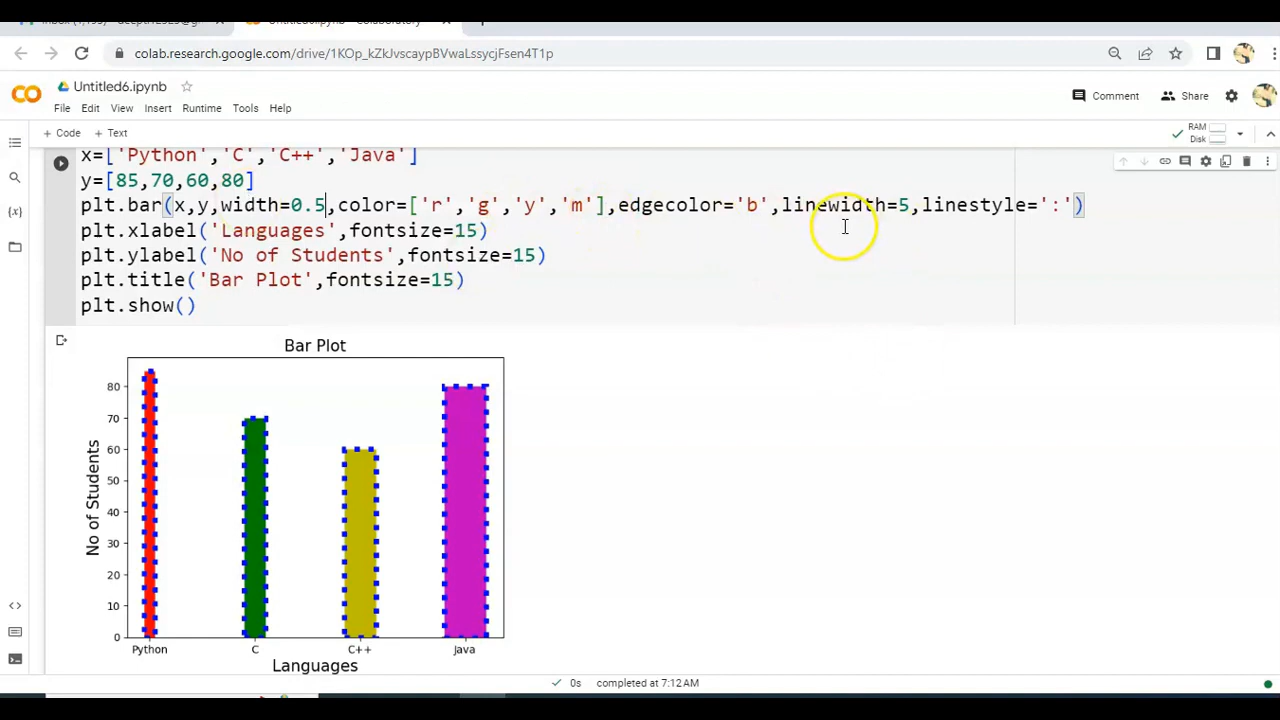 colab.research.google.com/drive/1KOp_kZkJvscaypBVwaLssycjFsen4T1p
Untitled6.ipynb
File Edit View Insert Runtime Tools Help
Comment Share
+ Code + Text
RAM
Disk
x=['Python','C','C++','Java']
y=[85,70,60,80]
plt.bar(x,y,width=0.5,color=['r','g','y','m'],edgecolor='b',linewidth=5,linestyle=':')
plt.xlabel('Languages',fontsize=15)
plt.ylabel('No of Students',fontsize=15)
plt.title('Bar Plot',fontsize=15)
plt.show()
Bar Plot
80
70
60
50
40
30
20
10
0
No of Students
Python C C++ Java
Languages
0s completed at 7:12AM